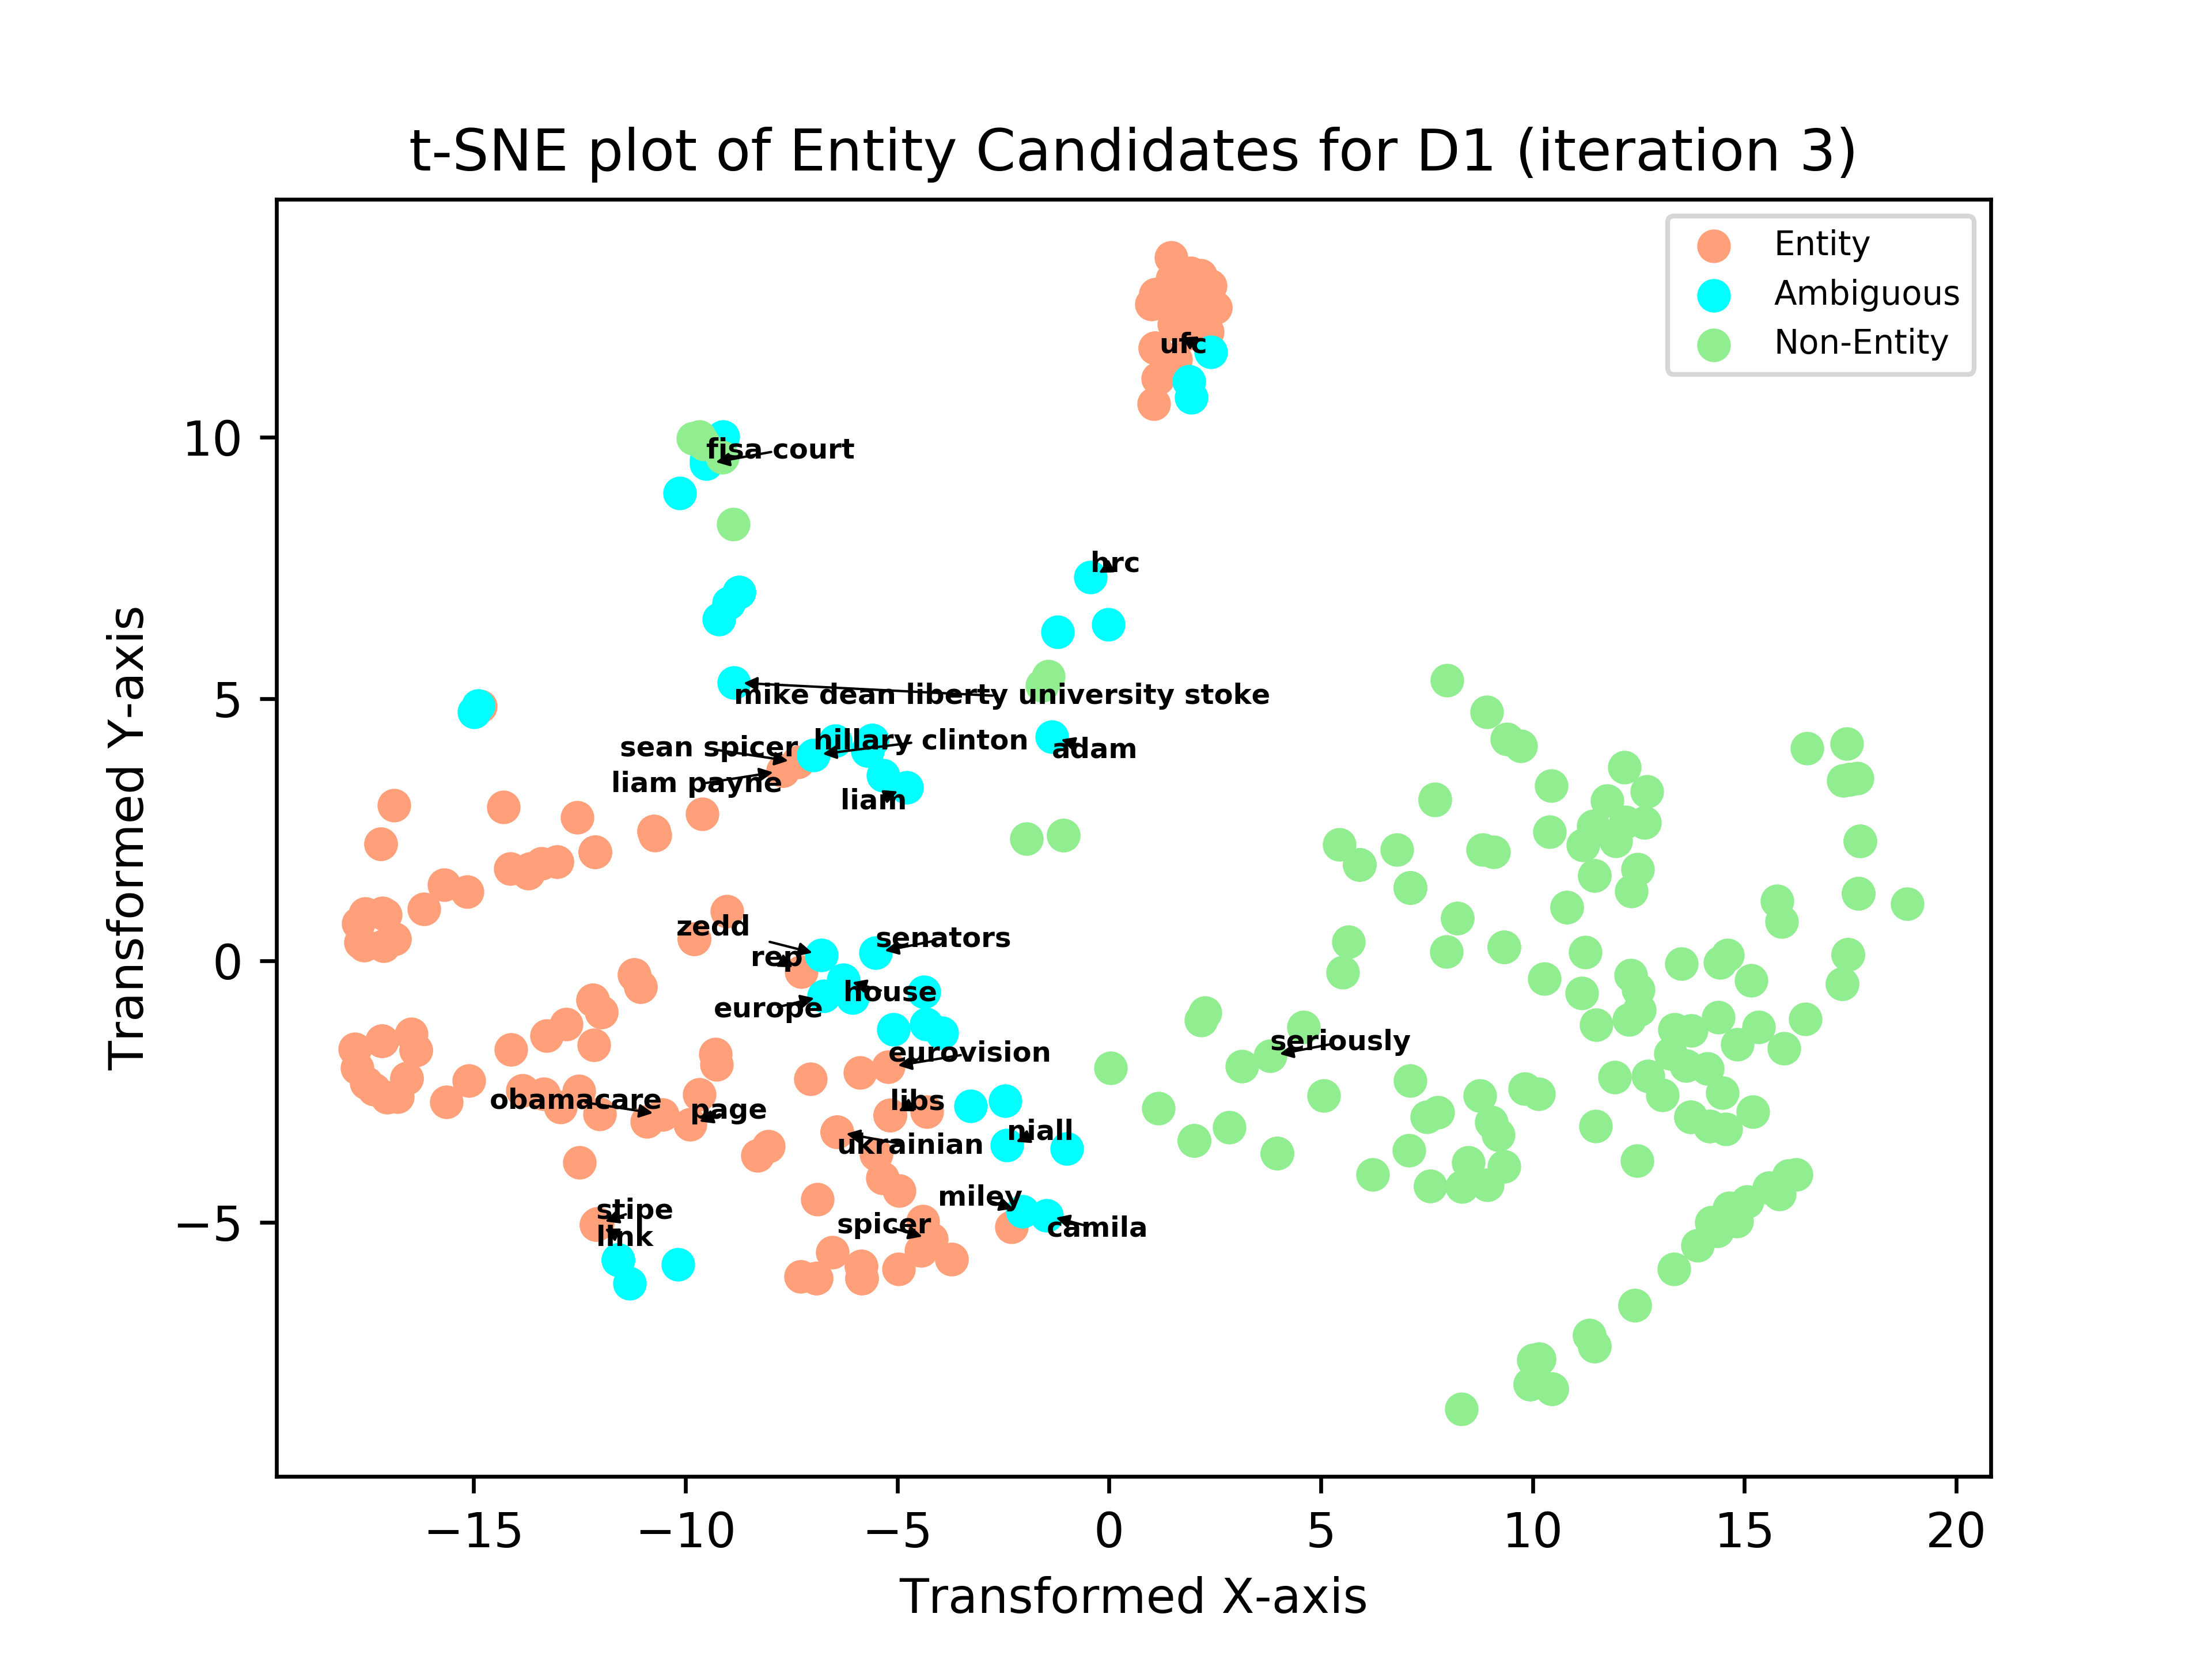 t-SNE plot of Entity Candidates for D1 (iteration 3)
Entity
Ambiguous
Non-Entity
ufc
10
fisa court
hrc
5
mike dean liberty university stoke
sean spicer
hillary clinton
adam
liam payne
liam
zedd
senators
0
rep
house
europe
seriously
eurovision
obamacare
page
libs
niall
ukrainian
miley
stipe
−5
spicer
camila
link
Transformed Y-axis
−15
−10
−5
0
5
10
15
20
Transformed X-axis